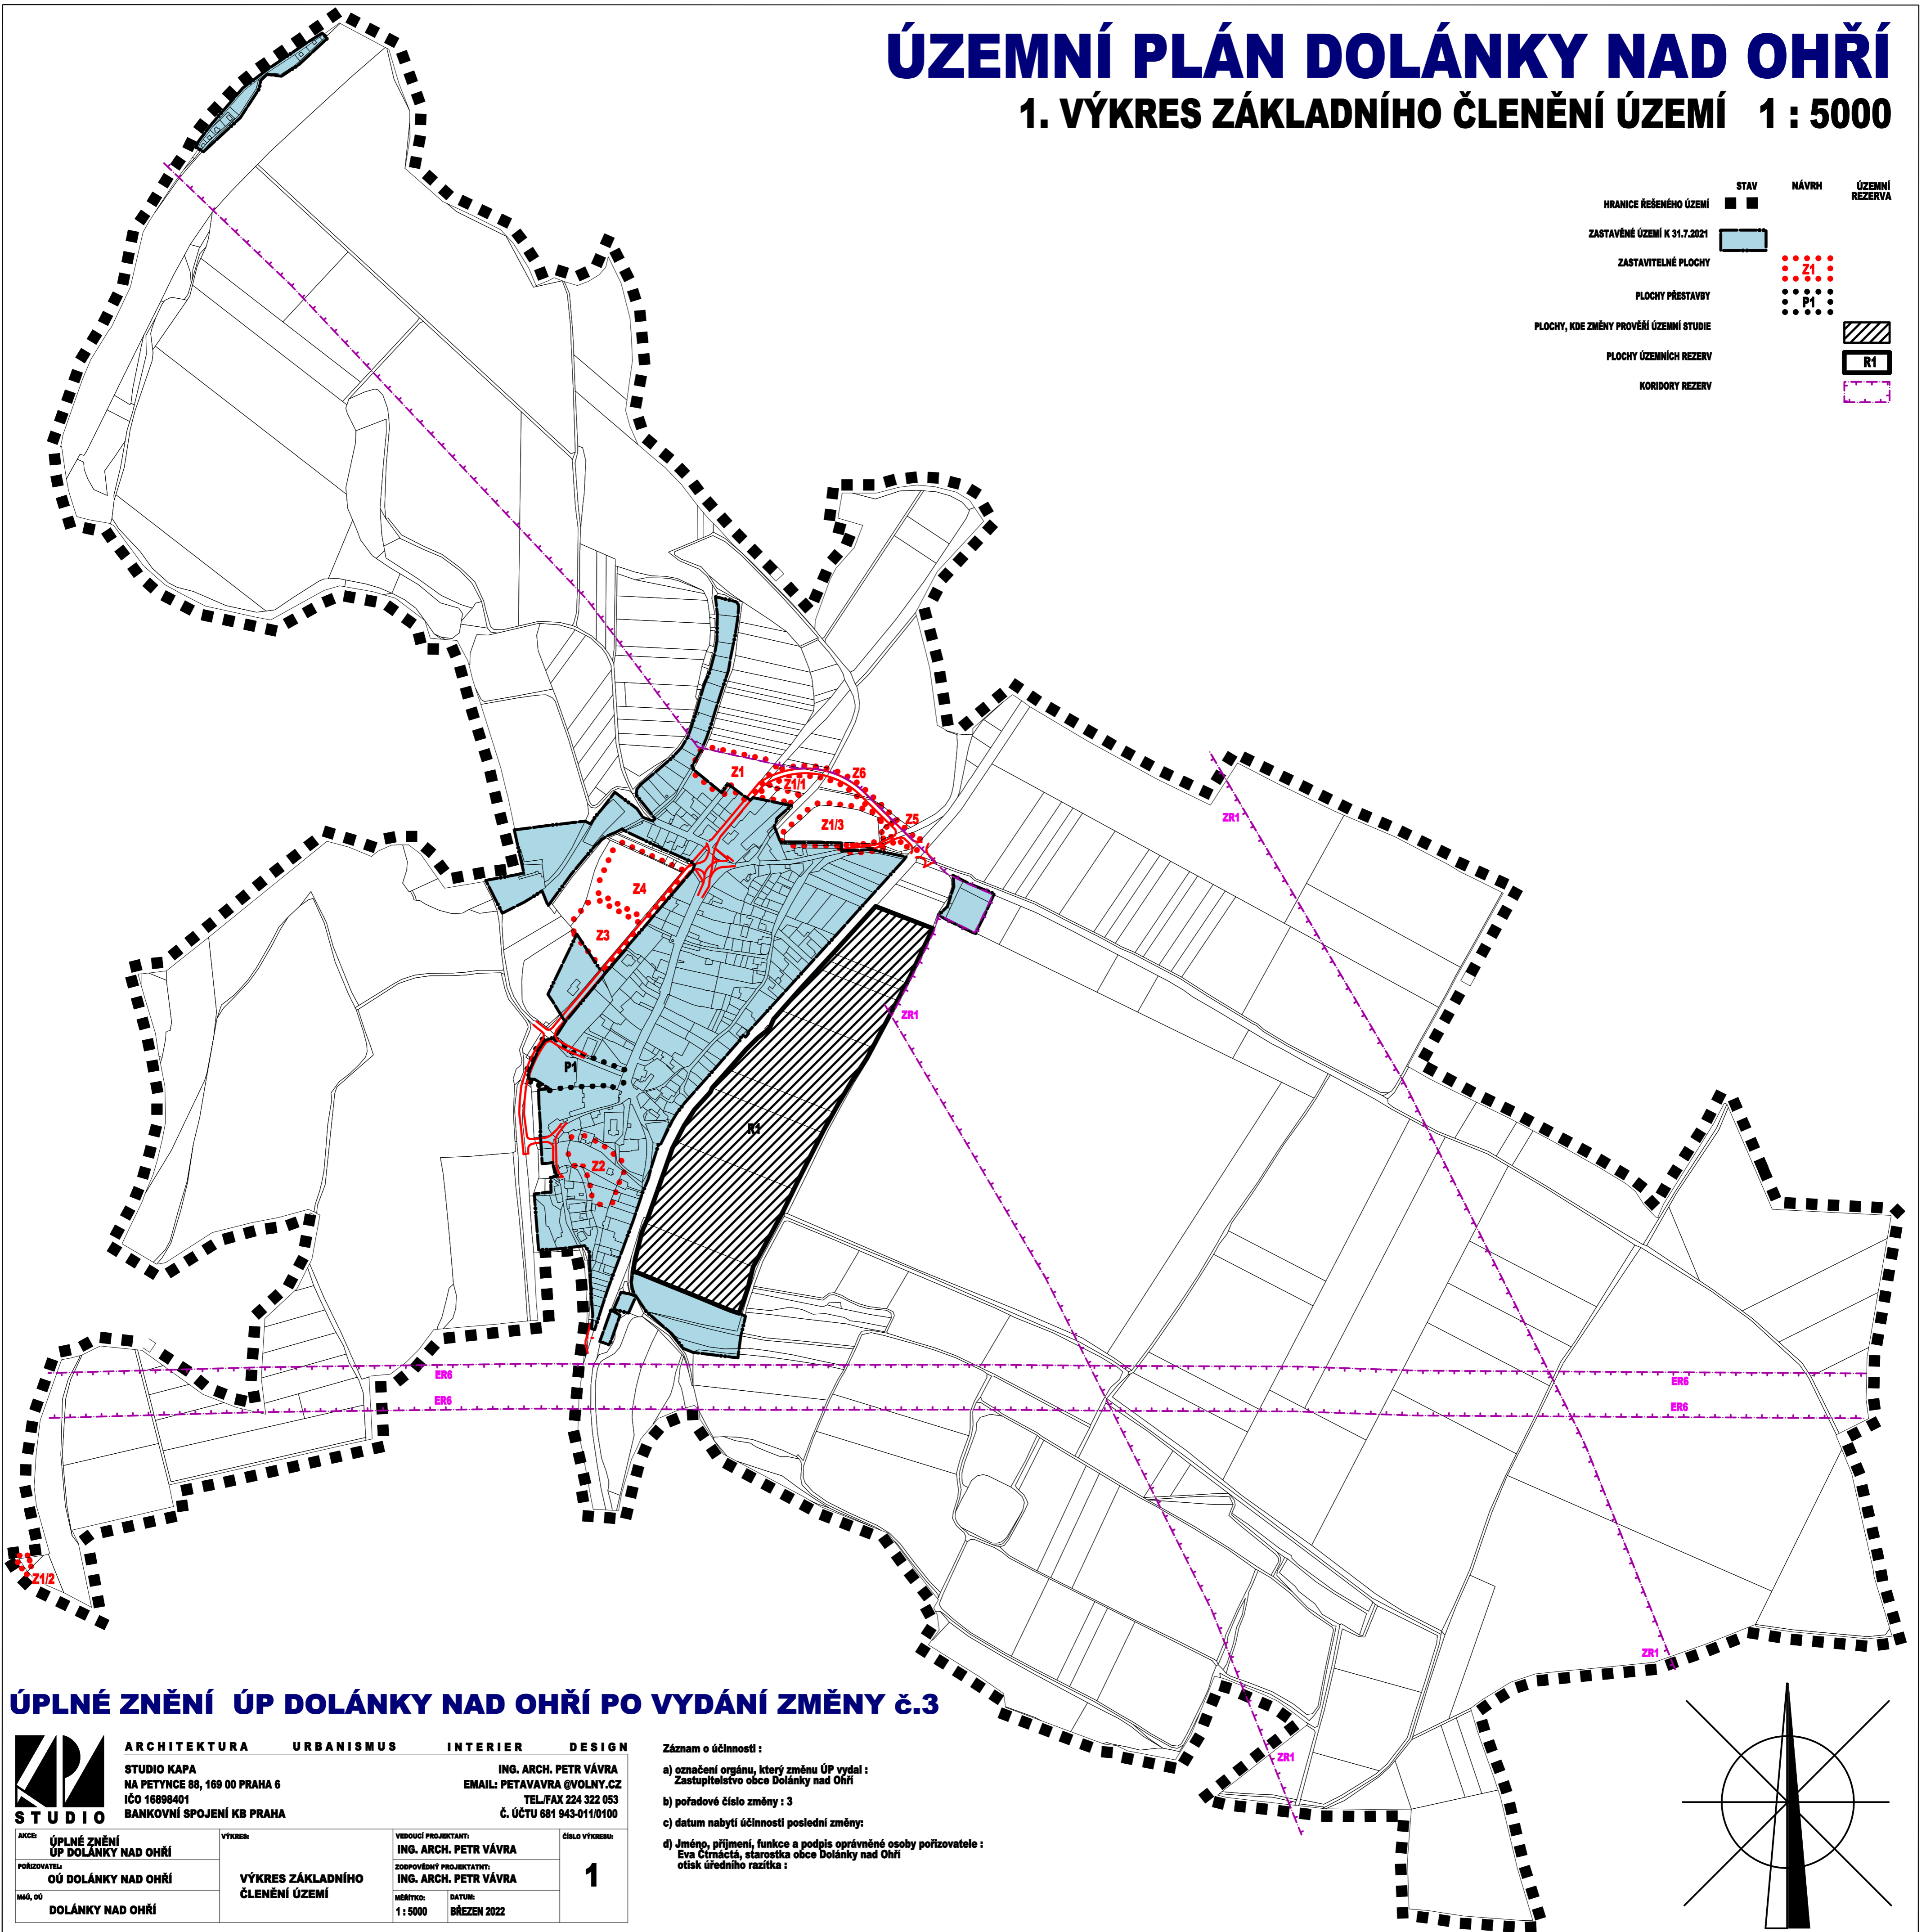 ÚZEMNÍ PLÁN DOLÁNKY NAD OHŘÍ
1. VÝKRES ZÁKLADNÍHO ČLENĚNÍ ÚZEMÍ 1 : 5000
STAV NÁVRH ÚZEMNÍ
REZERVA
HRANICE ŘEŠENÉHO ÚZEMÍ
ZASTAVĚNÉ ÚZEMÍ K 31.7.2021
ZASTAVITELNÉ PLOCHY Z1
PLOCHY PŘESTAVBY P1
PLOCHY, KDE ZMĚNY PROVĚŘÍ ÚZEMNÍ STUDIE
PLOCHY ÚZEMNÍCH REZERV R1
KORIDORY REZERV
Z1
Z6
Z1/1
Z5
Z1/3
ZR1
Z4
Z3
ZR1
P1
R1
Z2
ER6
ER6
ER6
ER6
Z1/2
ZR1
ZR1
ÚPLNÉ ZNĚNÍ ÚP DOLÁNKY NAD OHŘÍ PO VYDÁNÍ ZMĚNY č.3
STUDIO
ARCHITEKTURA URBANISMUS INTERIER DESIGN
STUDIO KAPA
NA PETYNCE 88, 169 00 PRAHA 6
IČO 16898401
BANKOVNÍ SPOJENÍ KB PRAHA
ING. ARCH. PETR VÁVRA
EMAIL: PETAVAVRA @VOLNY.CZ
TEL./FAX 224 322 053
Č. ÚČTU 681 943-011/0100
AKCE:
ÚPLNÉ ZNĚNÍ
ÚP DOLÁNKY NAD OHŘÍ
POŘIZOVATEL:
OÚ DOLÁNKY NAD OHŘÍ
MěÚ, OÚ
DOLÁNKY NAD OHŘÍ
VÝKRES:
VÝKRES ZÁKLADNÍHO
ČLENĚNÍ ÚZEMÍ
VEDOUCÍ PROJEKTANT:
ING. ARCH. PETR VÁVRA
ZODPOVĚDNÝ PROJEKTATNT:
ING. ARCH. PETR VÁVRA
MĚŘÍTKO:
1 : 5000
DATUM:
BŘEZEN 2022
ČÍSLO VÝKRESU:
1
Záznam o účinnosti :
a) označení orgánu, který změnu ÚP vydal :
Zastupitelstvo obce Dolánky nad Ohří
b) pořadové číslo změny : 3
c) datum nabytí účinnosti poslední změny:
d) Jméno, příjmení, funkce a podpis oprávněné osoby pořizovatele :
Eva Čtrnáctá, starostka obce Dolánky nad Ohří
otisk úředního razítka :